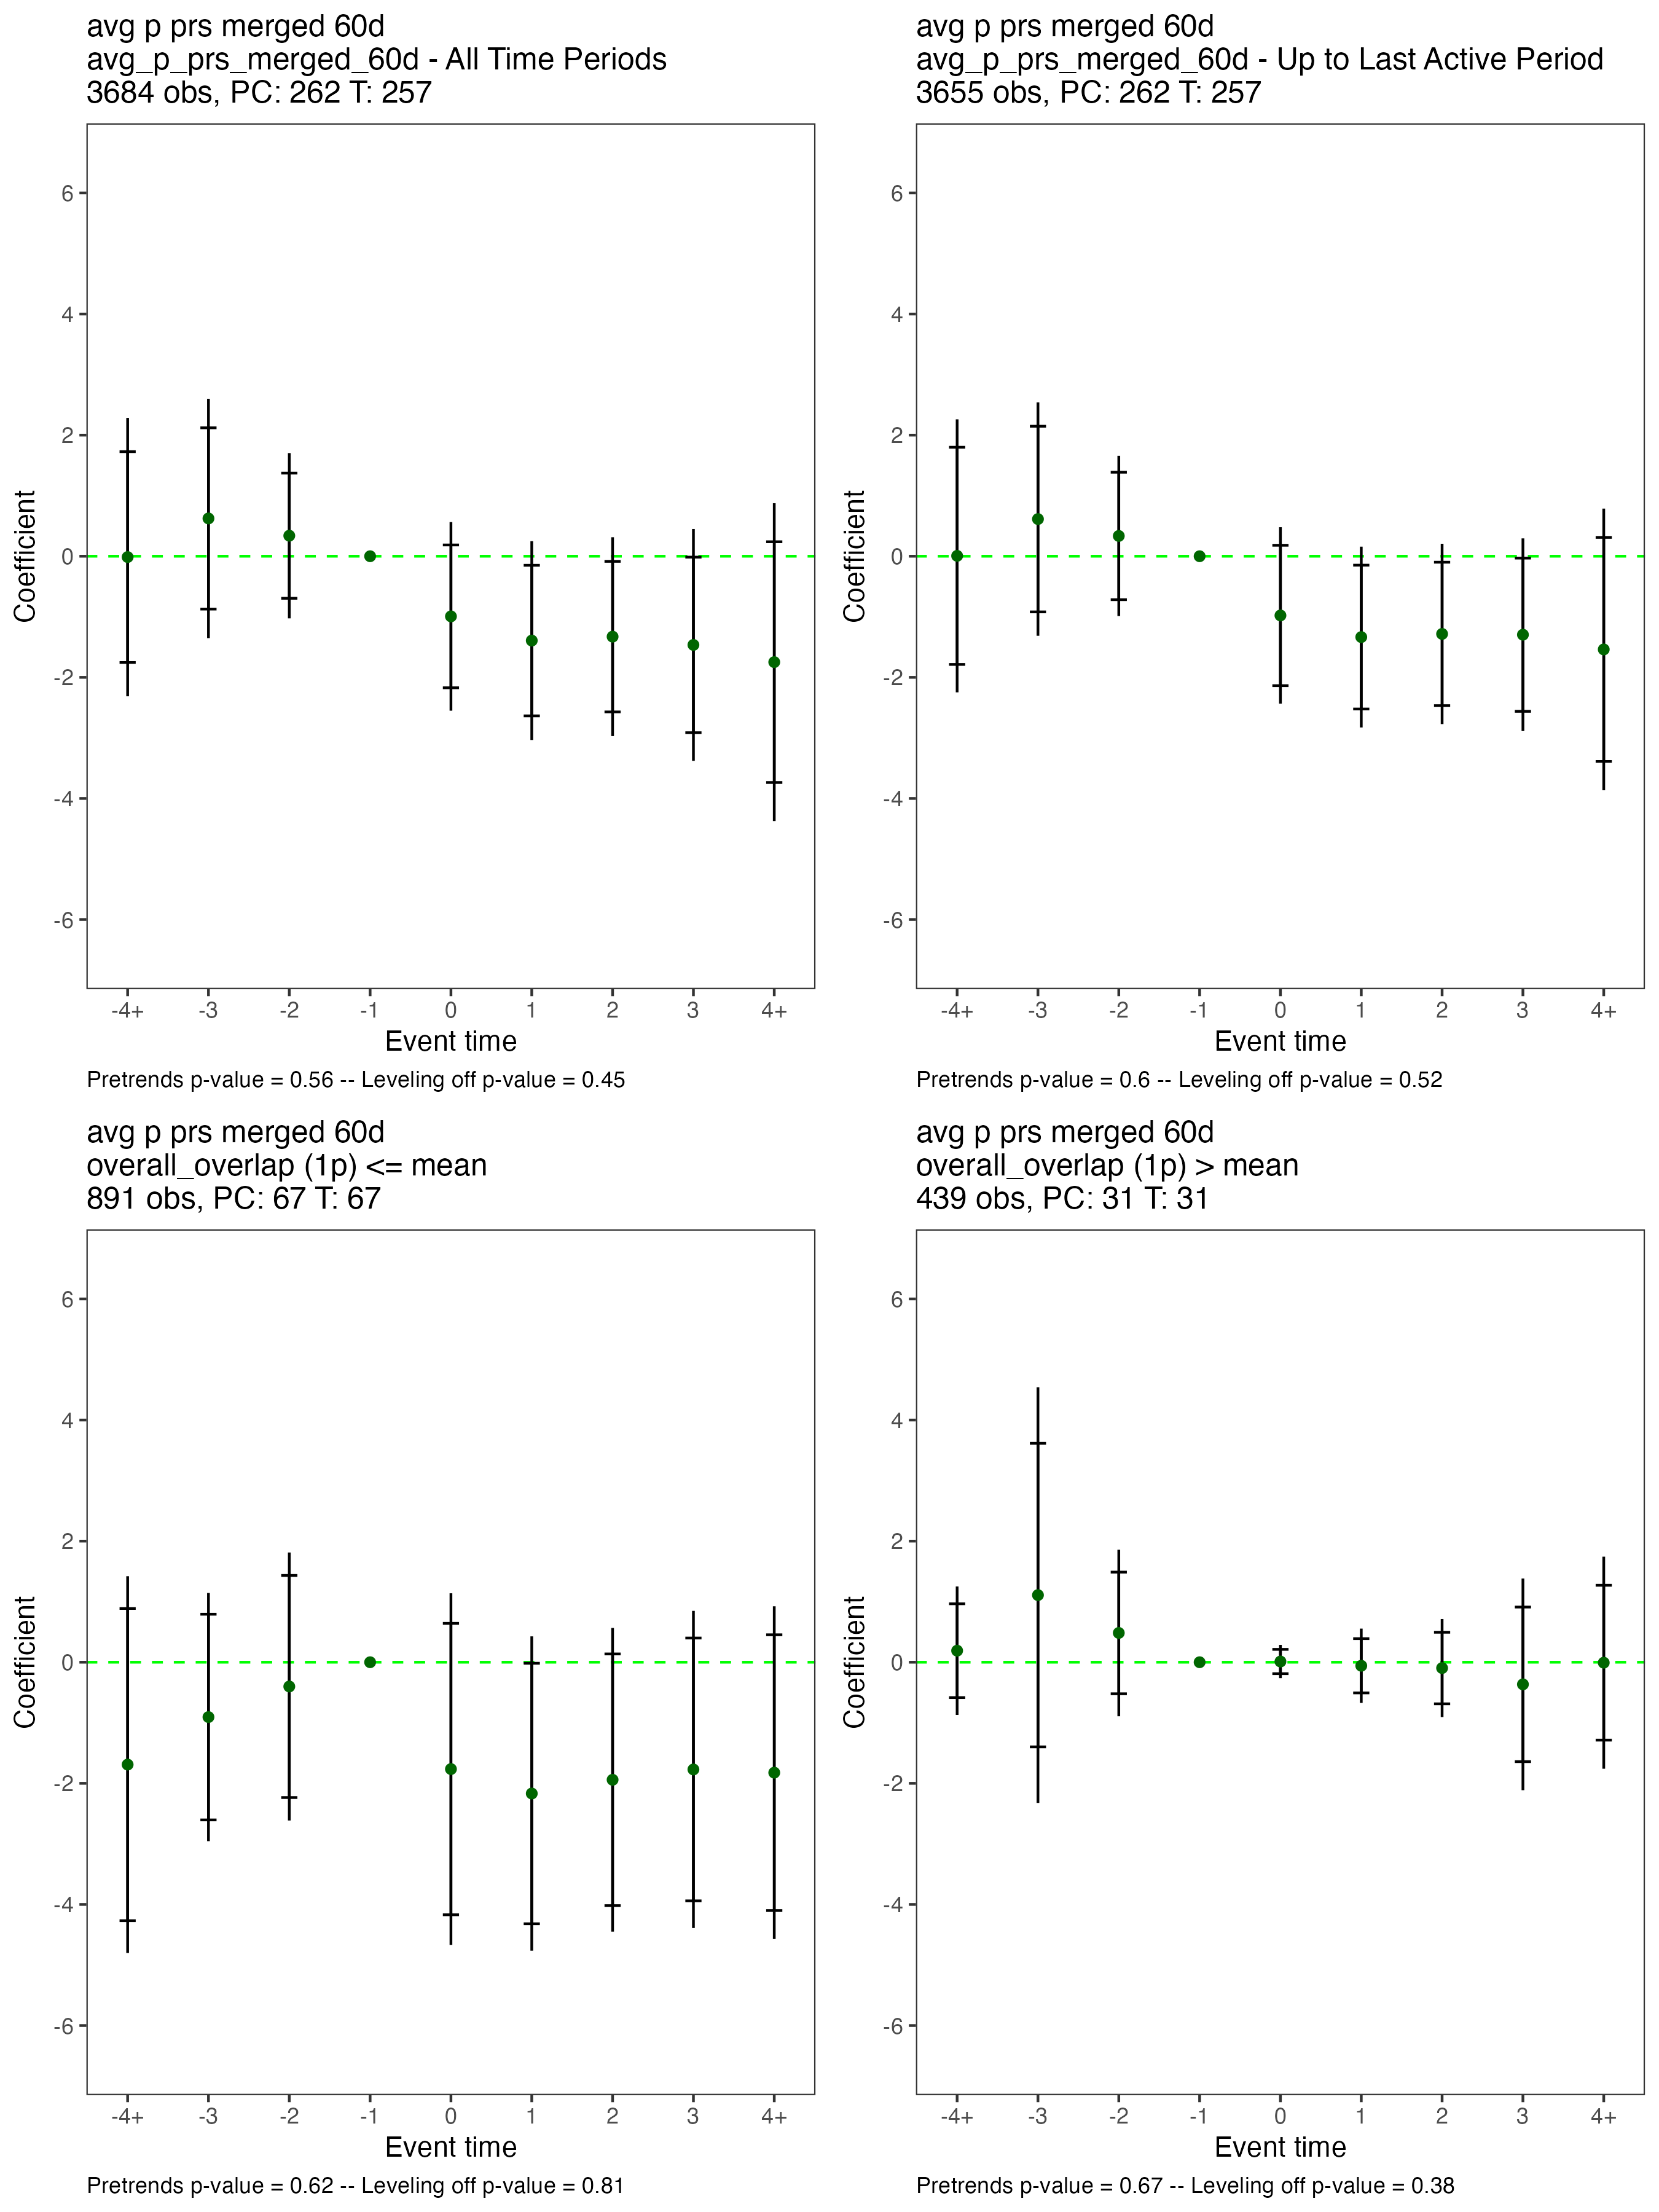 avg p prs merged 60d
avg_p_prs_merged_60d - All Time Periods
3684 obs, PC: 262 T: 257
Coefficient
6
4
2
0
-2
-4
-6
-4+ -3 -2 -1 0 1 2 3 4+
Event time
Pretrends p-value = 0.56 -- Leveling off p-value = 0.45
avg p prs merged 60d
avg_p_prs_merged_60d - Up to Last Active Period
3655 obs, PC: 262 T: 257
Coefficient
6
4
2
0
-2
-4
-6
-4+ -3 -2 -1 0 1 2 3 4+
Event time
Pretrends p-value = 0.6 -- Leveling off p-value = 0.52
avg p prs merged 60d
overall_overlap (1p) <= mean
891 obs, PC: 67 T: 67
Coefficient
6
4
2
0
-2
-4
-6
-4+ -3 -2 -1 0 1 2 3 4+
Event time
Pretrends p-value = 0.62 -- Leveling off p-value = 0.81
avg p prs merged 60d
overall_overlap (1p) > mean
439 obs, PC: 31 T: 31
Coefficient
6
4
2
0
-2
-4
-6
-4+ -3 -2 -1 0 1 2 3 4+
Event time
Pretrends p-value = 0.67 -- Leveling off p-value = 0.38